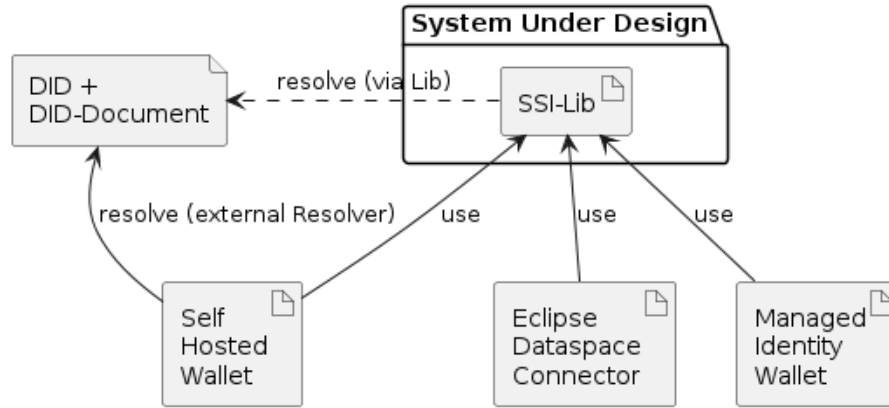 System Under Design
DID +
DID-Document
resolve (via Lib)
SSI-Lib
resolve (external Resolver)
use
use
use
Self
Hosted
Wallet
Eclipse
Dataspace
Connector
Managed
Identity
Wallet